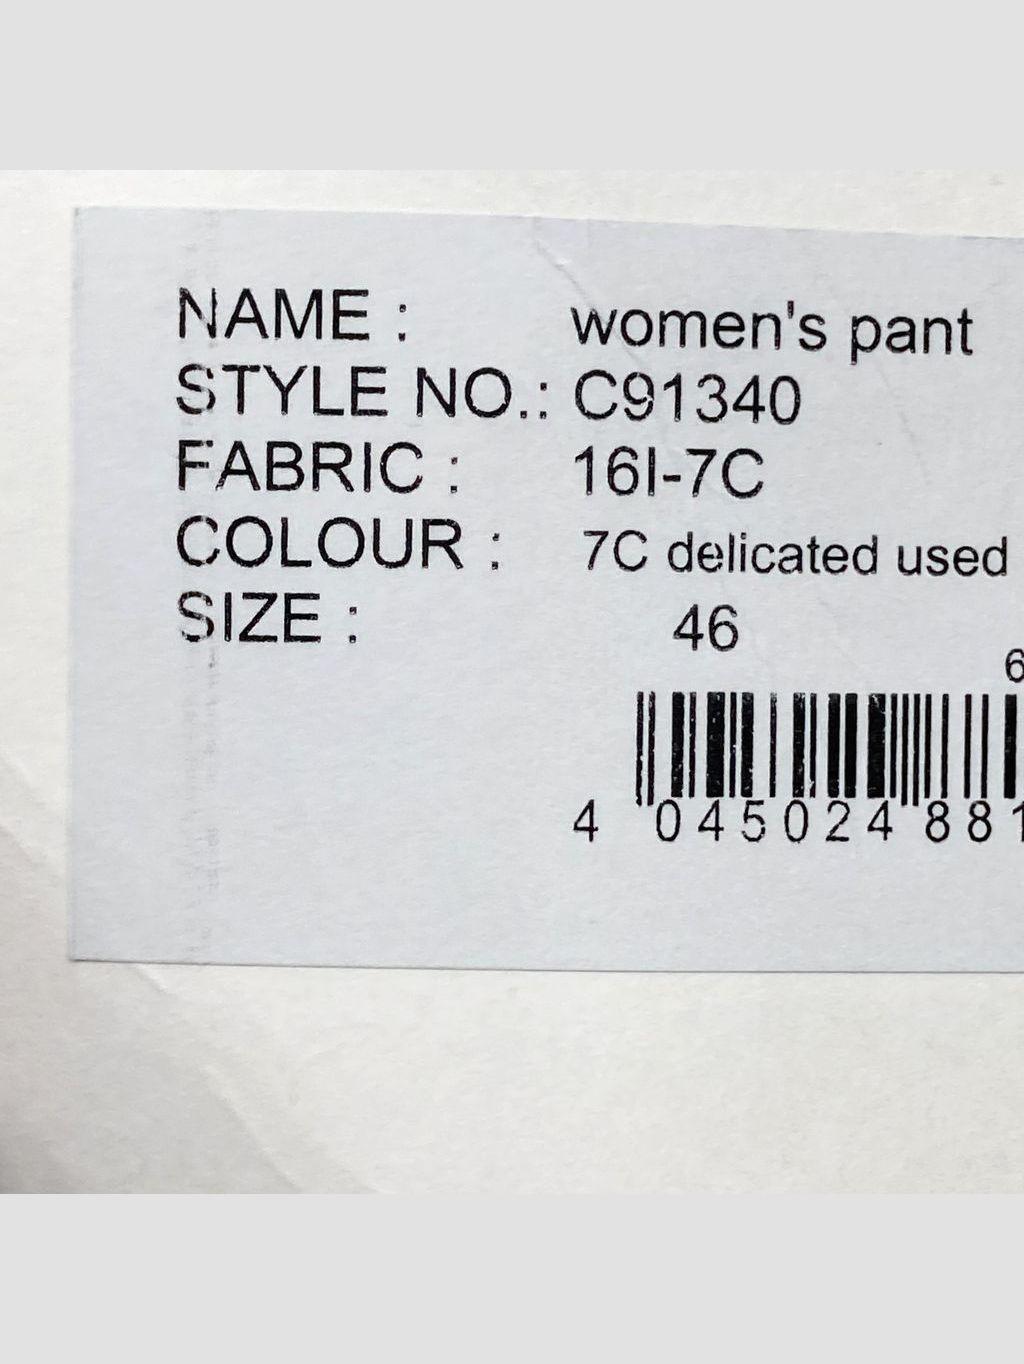 NAME : women's pant
STYLE NO.: C91340
FABRIC : 16I-7C
COLOUR : 7C delicated used
SIZE : 46
6
4 045024 881